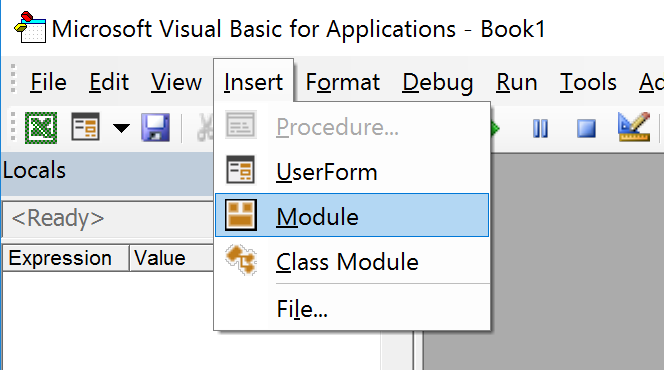 Microsoft Visual Basic for Applications - Book1
File Edit View Insert Format Debug Run Tools Ad
Procedure...
UserForm
Module
Class Module
File...
Locals
<Ready>
Expression Value